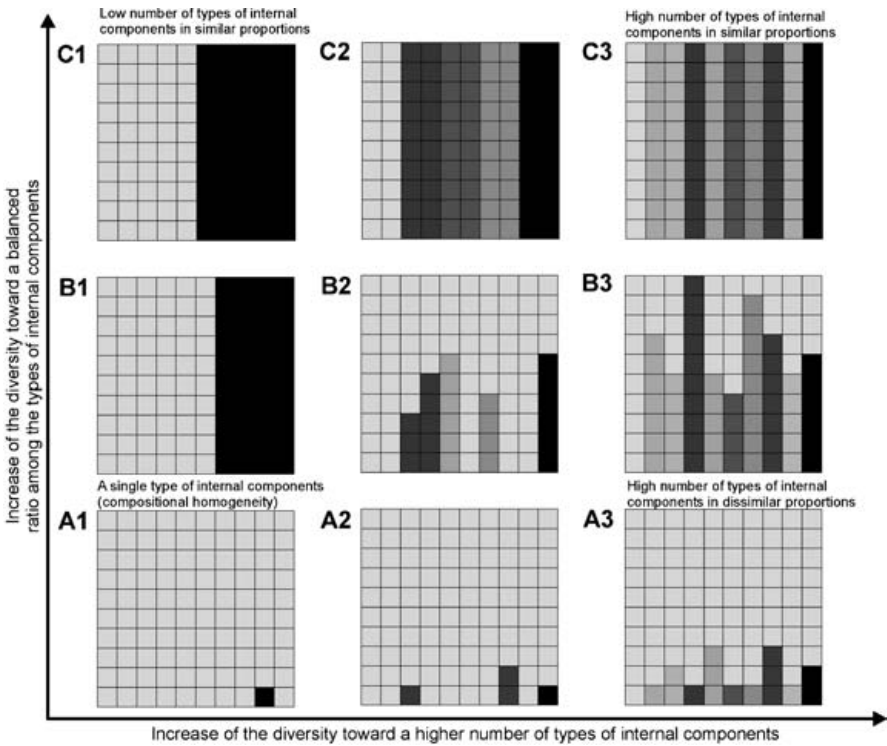 Low number of types of internal
components in similar proportions
High number of types of internal
components in similar proportions
C1
C2
C3
B1
B2
B3
A single type of internal components
(compositional homogeneity)
High number of types of internal
components in dissimilar proportions
A1
A2
A3
Increase of the diversity toward a balanced
ratio among the types of internal components
Increase of the diversity toward a higher number of types of internal components